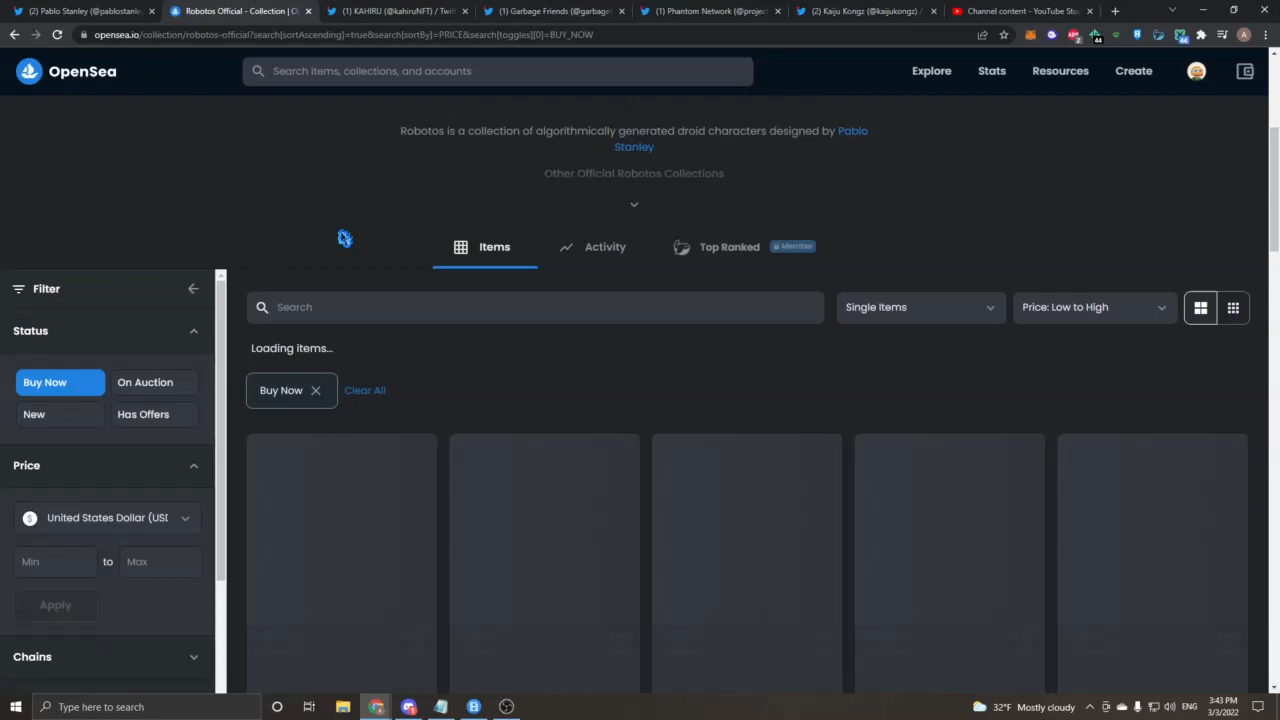 (2) Pablo Stanley (@pablostanle
Robotos Official - Collection | O
(1) KAHIRU (@kahiruNFT) / Twitt
(1) Garbage Friends (@garbage
(1) Phantom Network (@projec
(2) Kaiju Kongz (@kaijukongz) /
Channel content - YouTube Stu
opensea.io/collection/robotos-official?search[sortAscending]=true&search[sortBy]=PRICE&search[toggles][0]=BUY_NOW
OpenSea
Search items, collections, and accounts
Explore
Stats
Resources
Create
Robotos is a collection of algorithmically generated droid characters designed by Pablo
Stanley
Other Official Robotos Collections
Items
Activity
Top Ranked
Member
Filter
Search
Single Items
Price: Low to High
Status
Loading items...
Buy Now
On Auction
New
Has Offers
Buy Now
Clear All
Price
United States Dollar (USD
Min
to
Max
Apply
Chains
Type here to search
32°F Mostly cloudy
ENG
3:43 PM
3/3/2022